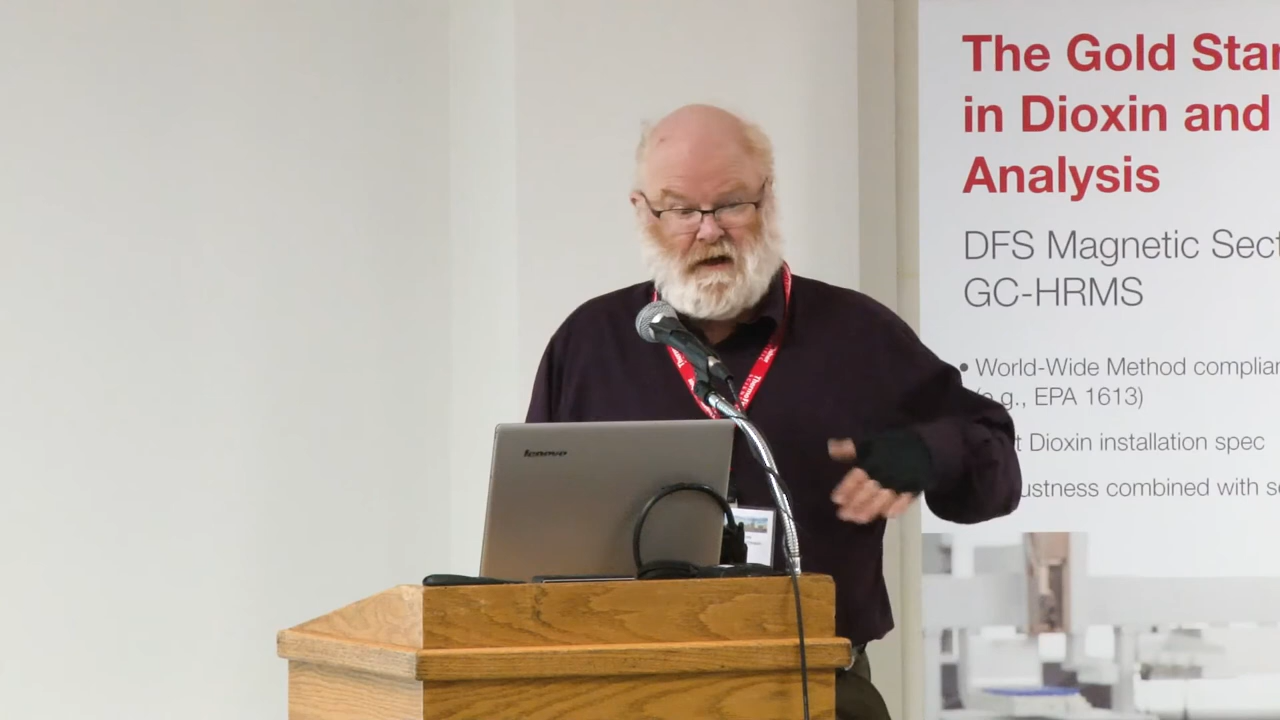 The Gold Star
in Dioxin and
Analysis
DFS Magnetic Sect
GC-HRMS
• World-Wide Method complian
(e.g., EPA 1613)
t Dioxin installation spec
ustness combined with se
lenovo